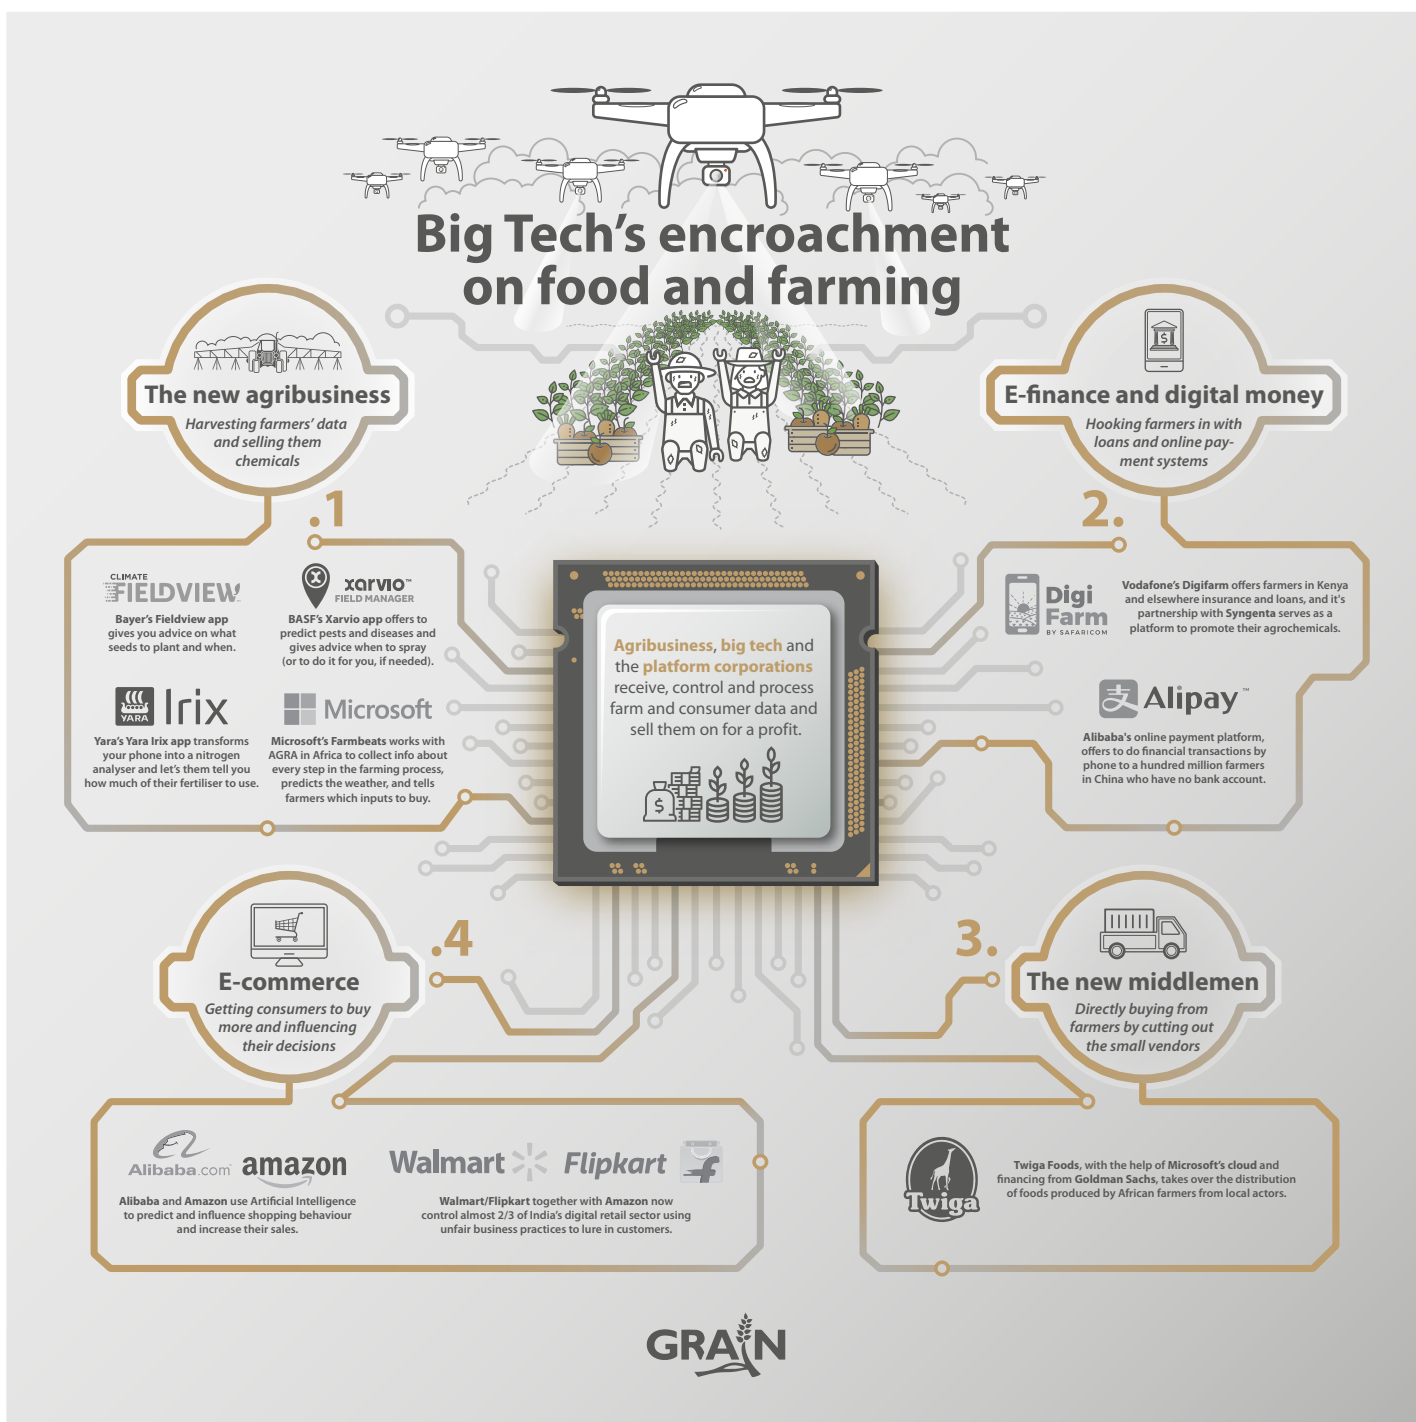 Big Tech's encroachment
on food and farming
The new agribusiness
Harvesting farmers' data
and selling them
chemicals
.1
CLIMATE
FIELDVIEW
Bayer's Fieldview app
gives you advice on what
seeds to plant and when.
xarvio™
FIELD MANAGER
BASF's Xarvio app offers to
predict pests and diseases and
gives advice when to spray
(or to do it for you, if needed).
YARA
Irix
Yara's Yara Irix app transforms
your phone into a nitrogen
analyser and let's them tell you
how much of their fertiliser to use.
Microsoft
Microsoft's Farmbeats works with
AGRA in Africa to collect info about
every step in the farming process,
predicts the weather, and tells
farmers which inputs to buy.
Agribusiness, big tech and
the platform corporations
receive, control and process
farm and consumer data and
sell them on for a profit.
$
E-finance and digital money
Hooking farmers in with
loans and online pay-
ment systems
$
2.
Digi
Farm
BY SAFARICOM
Vodafone's Digifarm offers farmers in Kenya
and elsewhere insurance and loans, and it's
partnership with Syngenta serves as a
platform to promote their agrochemicals.
支
Alipay™
Alibaba's online payment platform,
offers to do financial transactions by
phone to a hundred million farmers
in China who have no bank account.
E-commerce
Getting consumers to buy
more and influencing
their decisions
.4
Alibaba.com
amazon
Alibaba and Amazon use Artificial Intelligence
to predict and influence shopping behaviour
and increase their sales.
Walmart
Flipkart
f
Walmart/Flipkart together with Amazon now
control almost 2/3 of India's digital retail sector using
unfair business practices to lure in customers.
3.
The new middlemen
Directly buying from
farmers by cutting out
the small vendors
Twiga
Twiga Foods, with the help of Microsoft's cloud and
financing from Goldman Sachs, takes over the distribution
of foods produced by African farmers from local actors.
GRAIN